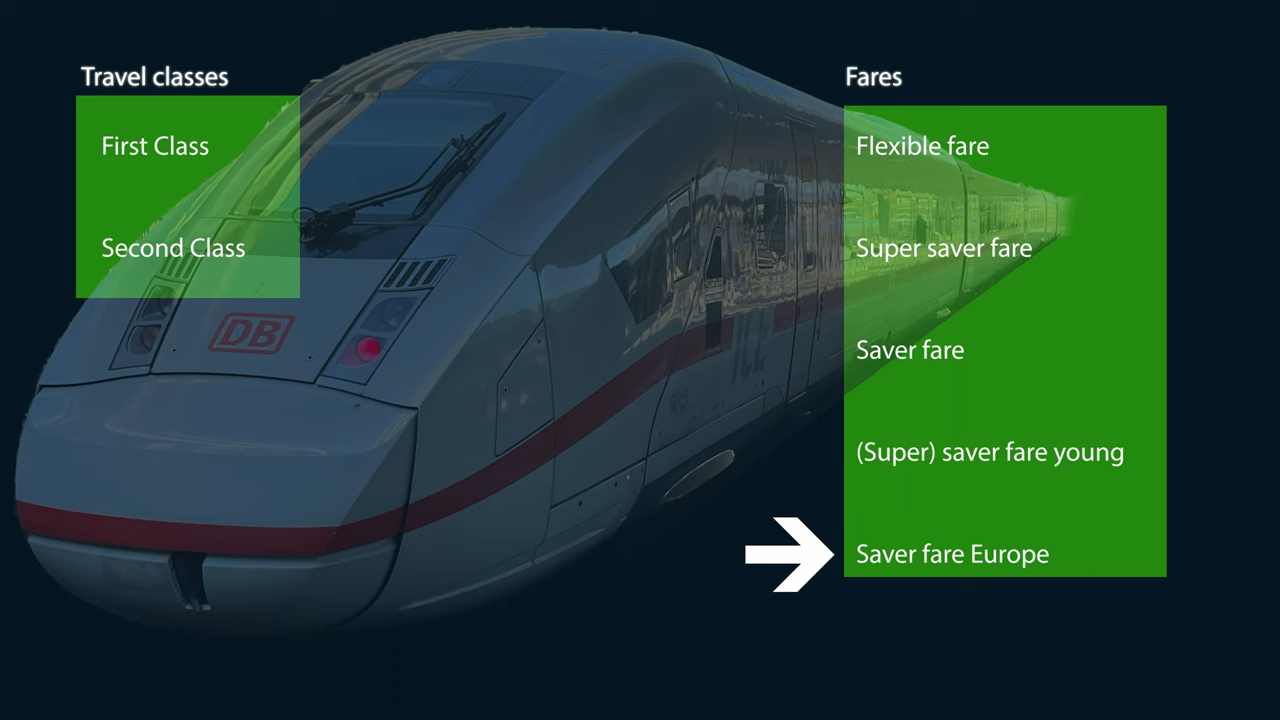 Travel classes
First Class
Second Class
DB
ICE
Fares
Flexible fare
Super saver fare
Saver fare
(Super) saver fare young
Saver fare Europe